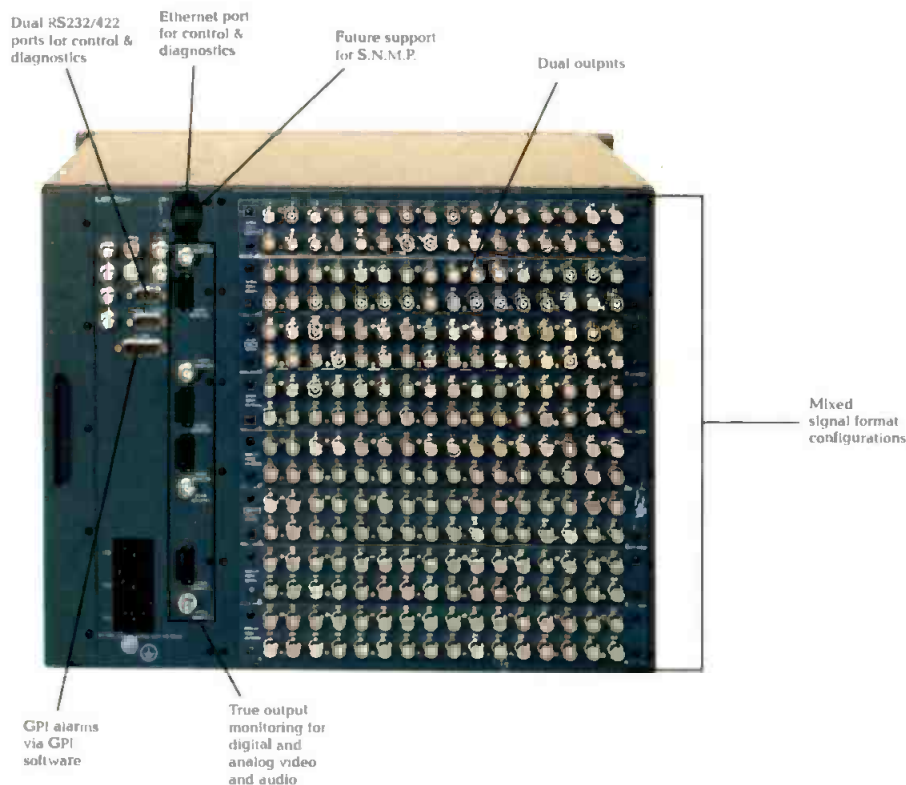 Dual RS232/422
ports for control &
diagnostics
Ethernet port
for control &
diagnostics
Future support
for S.N.M.P.
Dual outputs
Mixed
signal format
configurations
GPI alarms
via GPI
software
True output
monitoring for
digital and
analog video
and audio